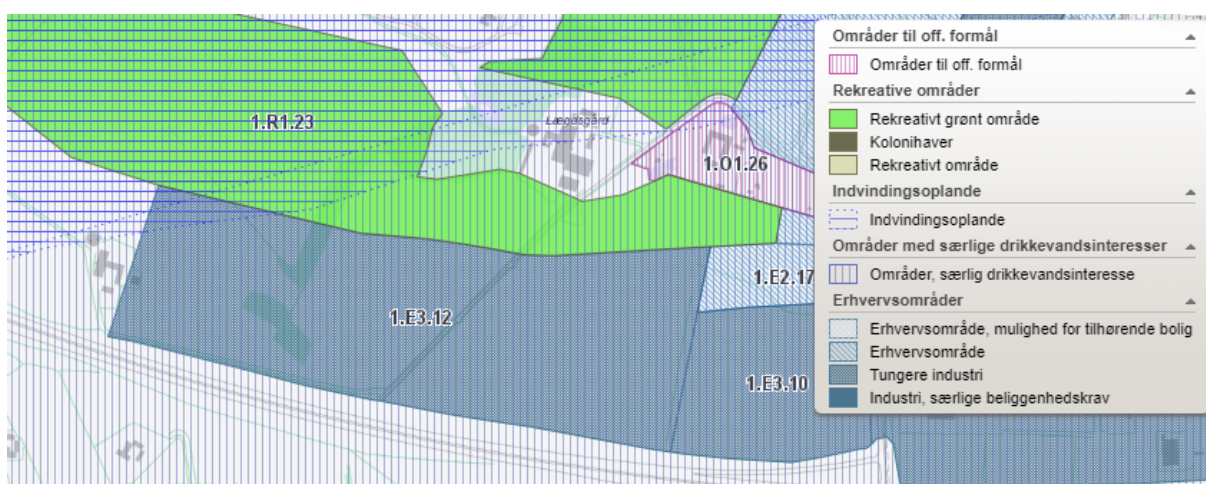 1.R1.23
Lægdsgård
1.O1.26
1.E2.17
1.E3.12
1.E3.10
Områder til off. formål
Områder til off. formål
Rekreative områder
Rekreativt grønt område
Kolonihaver
Rekreativt område
Indvindingsoplande
Indvindingsoplande
Områder med særlige drikkevandsinteresser
Områder, særlig drikkevandsinteresse
Erhvervsområder
Erhvervsområde, mulighed for tilhørende bolig
Erhvervsområde
Tungere industri
Industri, særlige beliggenhedskrav